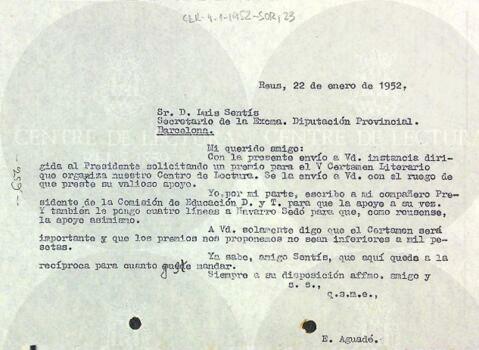 CLR-4.1-1952-SOR,23
Reus, 22 enero de 1952.
Sr. D. Luis Sentís
Secretario de la Excma. Diputación Provincial.
Barcelona.
Mi querido amigo:
Con la presente envío a Vd. instancia diri-
gida al Presidente solicitando un premio para el V Certamen Literario
que organiza nuestro Centro de Lectura. Se la envío a Vd. con el ruego de
que preste su valioso apoyo.
Yo, por mi parte, escribo a mi compañero Pre-
sidente de la Comisión de Educación D. y T. para que la apoye a su vez.
Y también le pongo cuatro líneas a Navarro Sedó para que, como reusense,
la apoye asimismo.
A Vd. solamente digo que el Certamen será
importante y que los premios nos proponemos no sean inferiores a mil pe-
setas.
Ya sabe, amigo Sentís, que aquí queda a la
recíproca para cuanto guste mandar.
Siempre a su disposición affmo. amigo y
s. s.,
q.e.s.m.,
E. Aguadé.